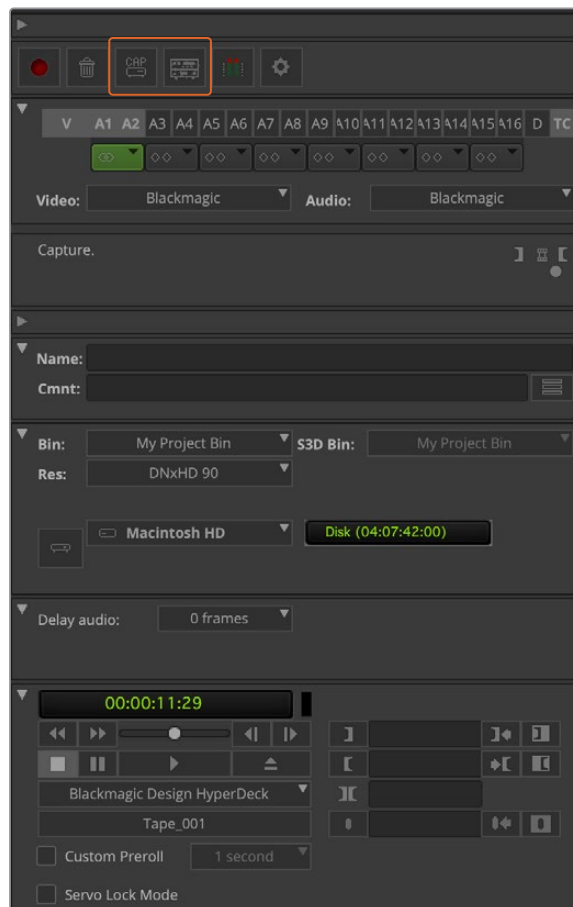 CAP
V A1 A2 A3 A4 A5 A6 A7 A8 A9 A10 A11 A12 A13 A14 A15 A16 D TC
Video: Blackmagic Audio: Blackmagic
Capture.
Name:
Cmnt:
Bin: My Project Bin S3D Bin: My Project Bin
Res: DNxHD 90
Macintosh HD Disk (04:07:42:00)
Delay audio: 0 frames
00:00:11:29
Blackmagic Design HyperDeck
Tape_001
Custom Preroll 1 second
Servo Lock Mode